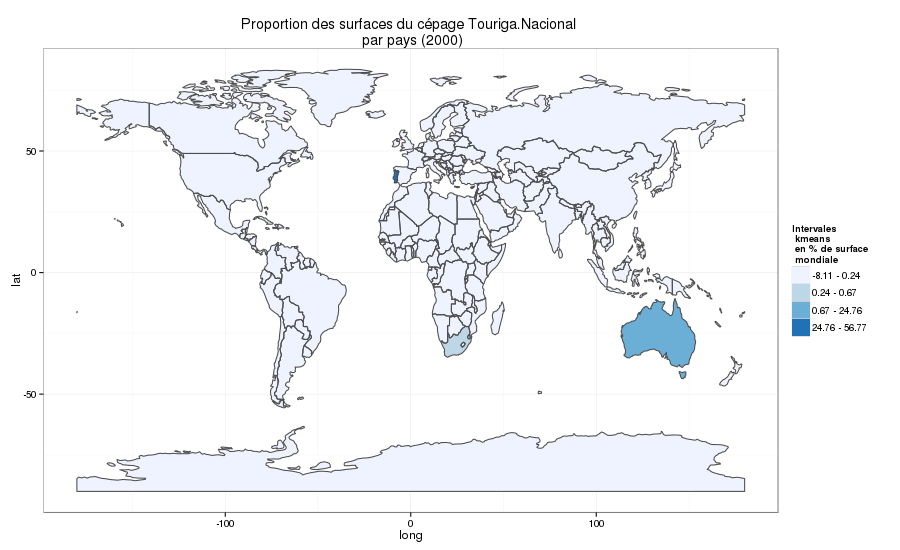 Proportion des surfaces du cépage Touriga.Nacional
par pays (2000)
50
0
-50
lat
-100
0
100
long
Intervales
kmeans
en % de surface
mondiale
-8.11 - 0.24
0.24 - 0.67
0.67 - 24.76
24.76 - 56.77